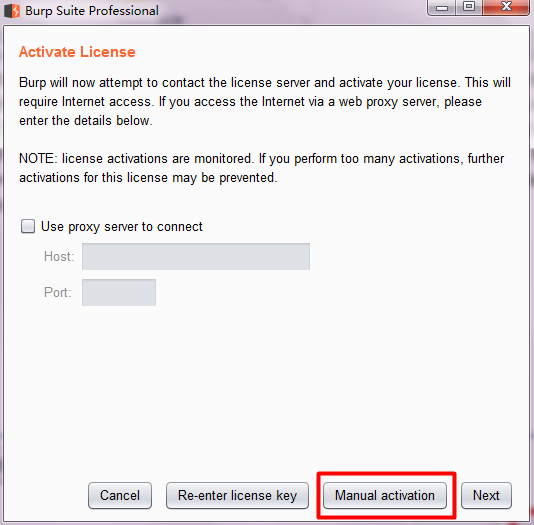 Burp Suite Professional
Activate License
Burp will now attempt to contact the license server and activate your license. This will
require Internet access. If you access the Internet via a web proxy server, please
enter the details below.
NOTE: license activations are monitored. If you perform too many activations, further
activations for this license may be prevented.
Use proxy server to connect
Host:
Port:
Cancel
Re-enter license key
Manual activation
Next